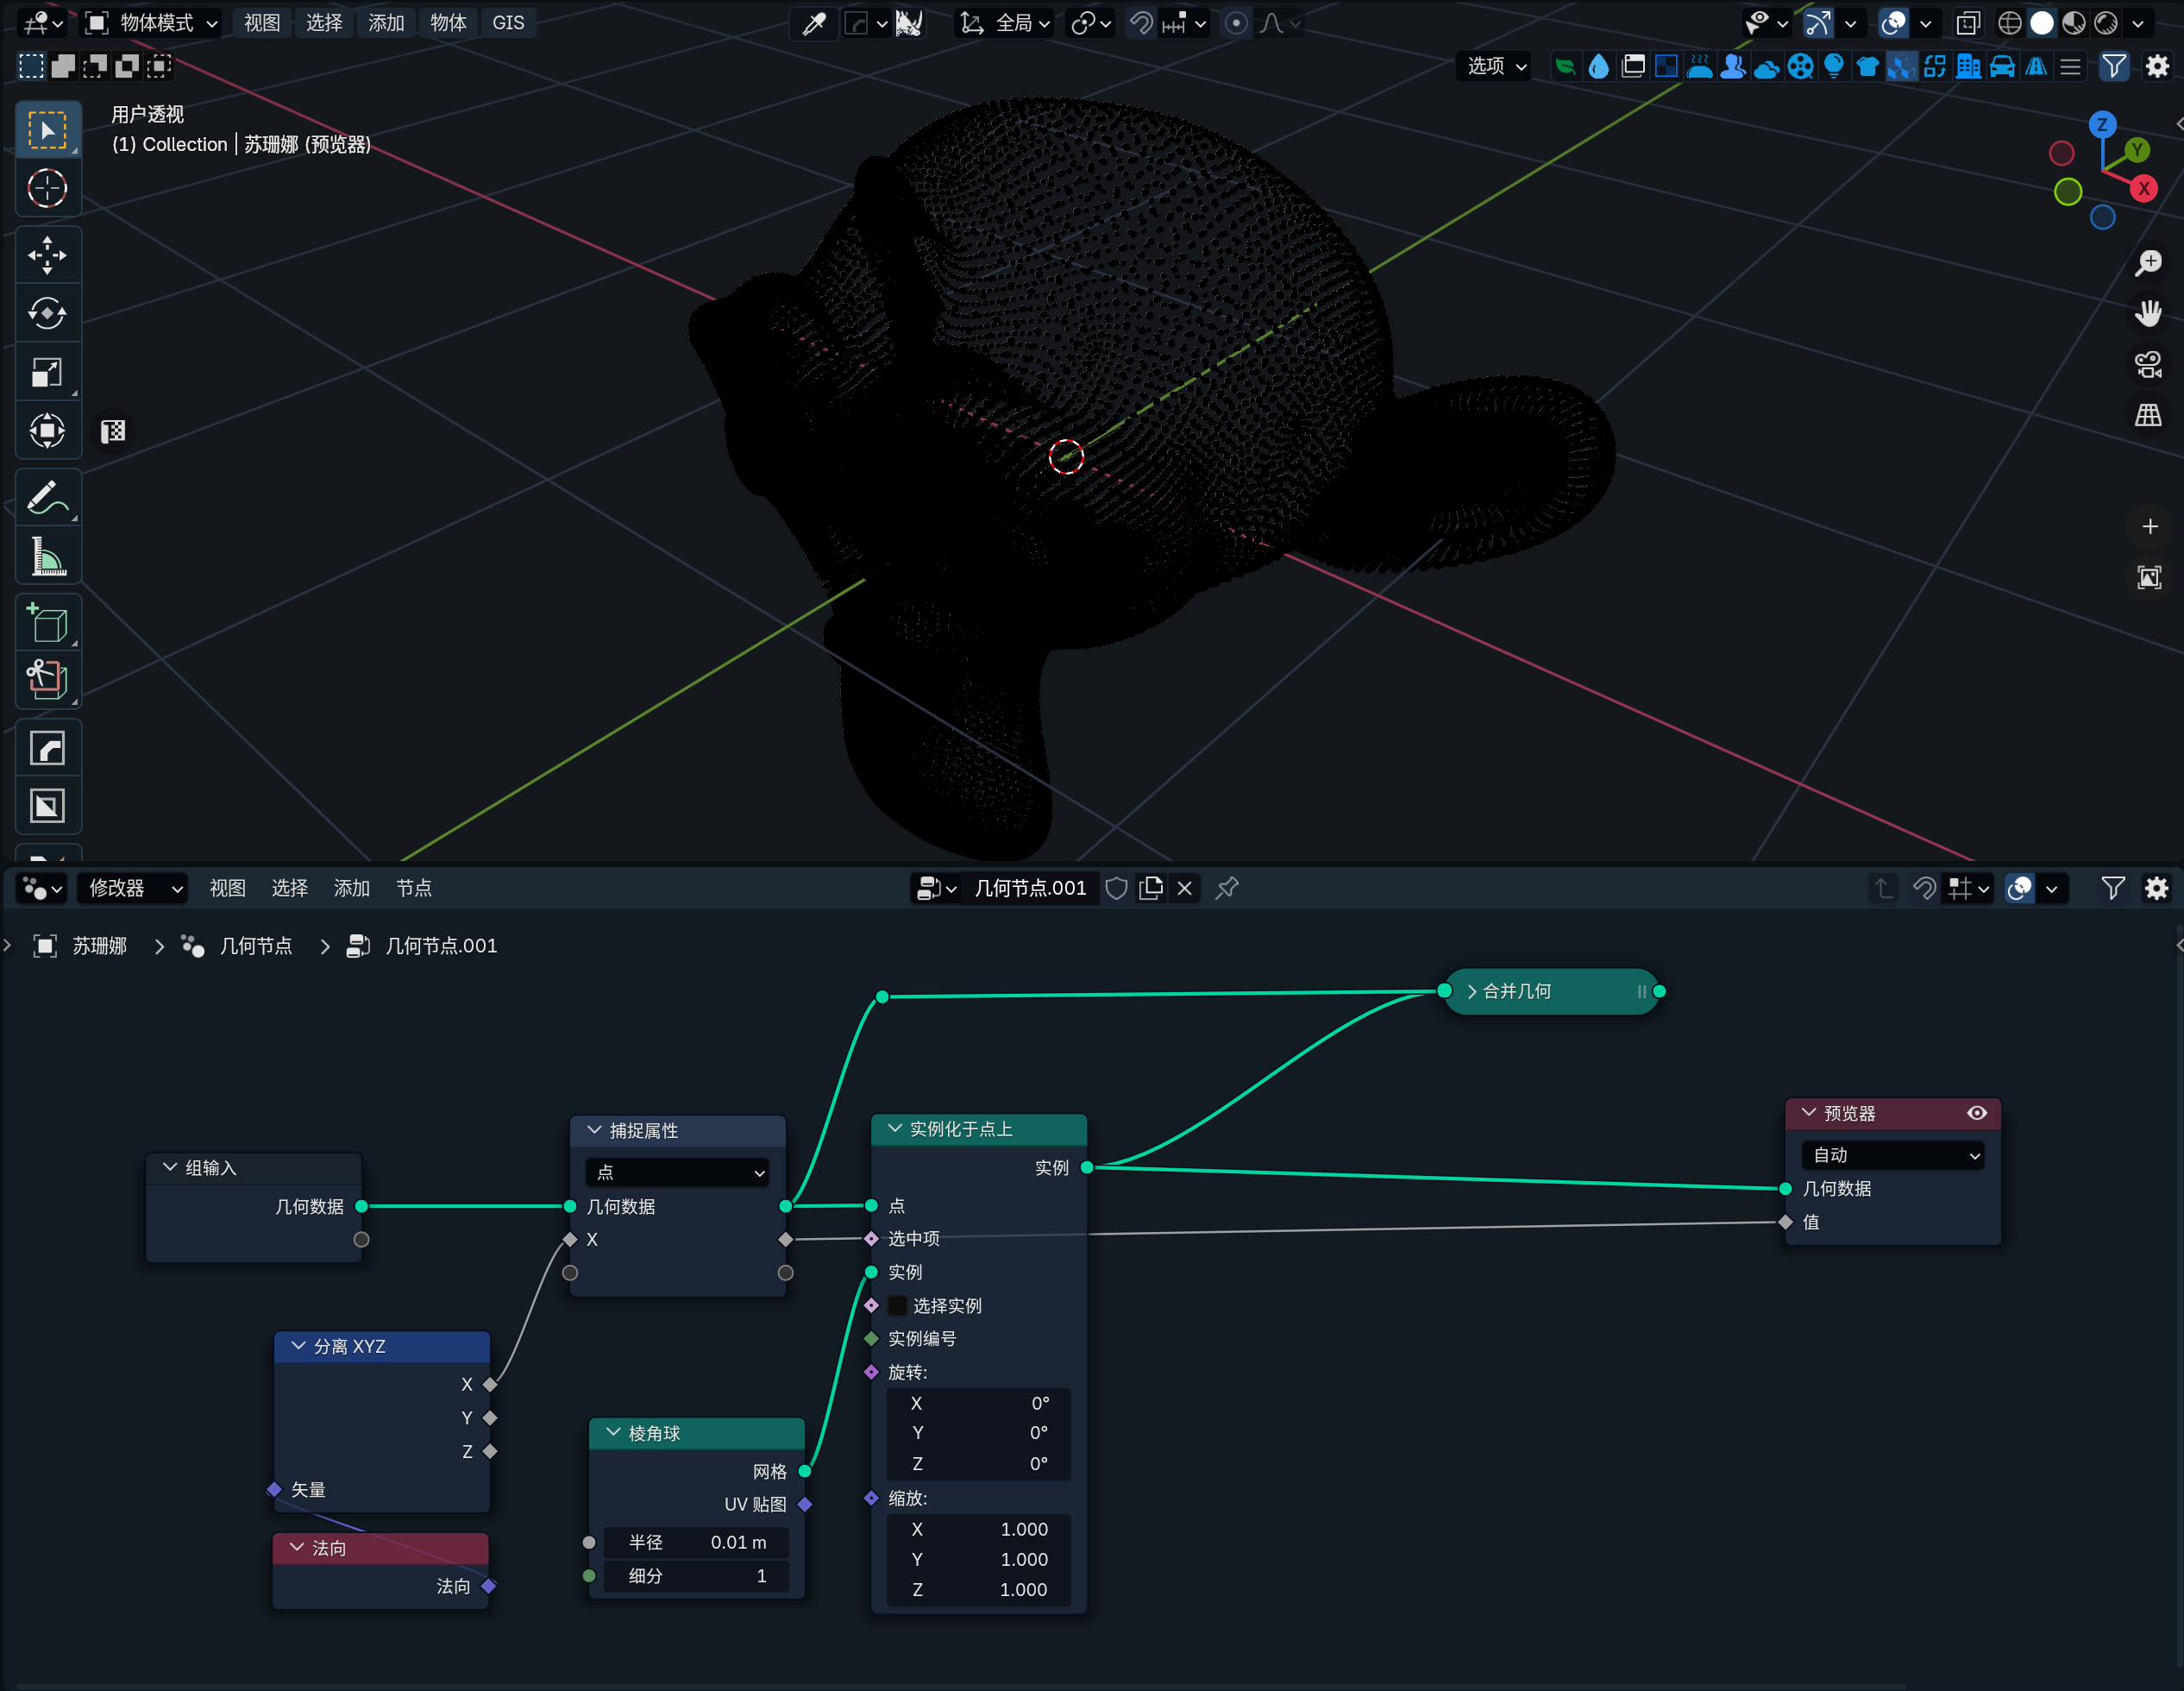 物体模式 视图 选择 添加 物体 GIS 全局
选项
用户透视
(1) Collection | 苏珊娜 (预览器)
Z
Y
X
修改器 视图 选择 添加 节点 几何节点.001
苏珊娜 几何节点 几何节点.001
合并几何
预览器
自动
几何数据
值
捕捉属性
点
几何数据
X
实例化于点上
实例
点
选中项
实例
选择实例
实例编号
旋转:
X 0°
Y 0°
Z 0°
缩放:
X 1.000
Y 1.000
Z 1.000
组输入
几何数据
分离 XYZ
X
Y
Z
矢量
法向
法向
棱角球
网格
UV 贴图
半径 0.01 m
细分 1